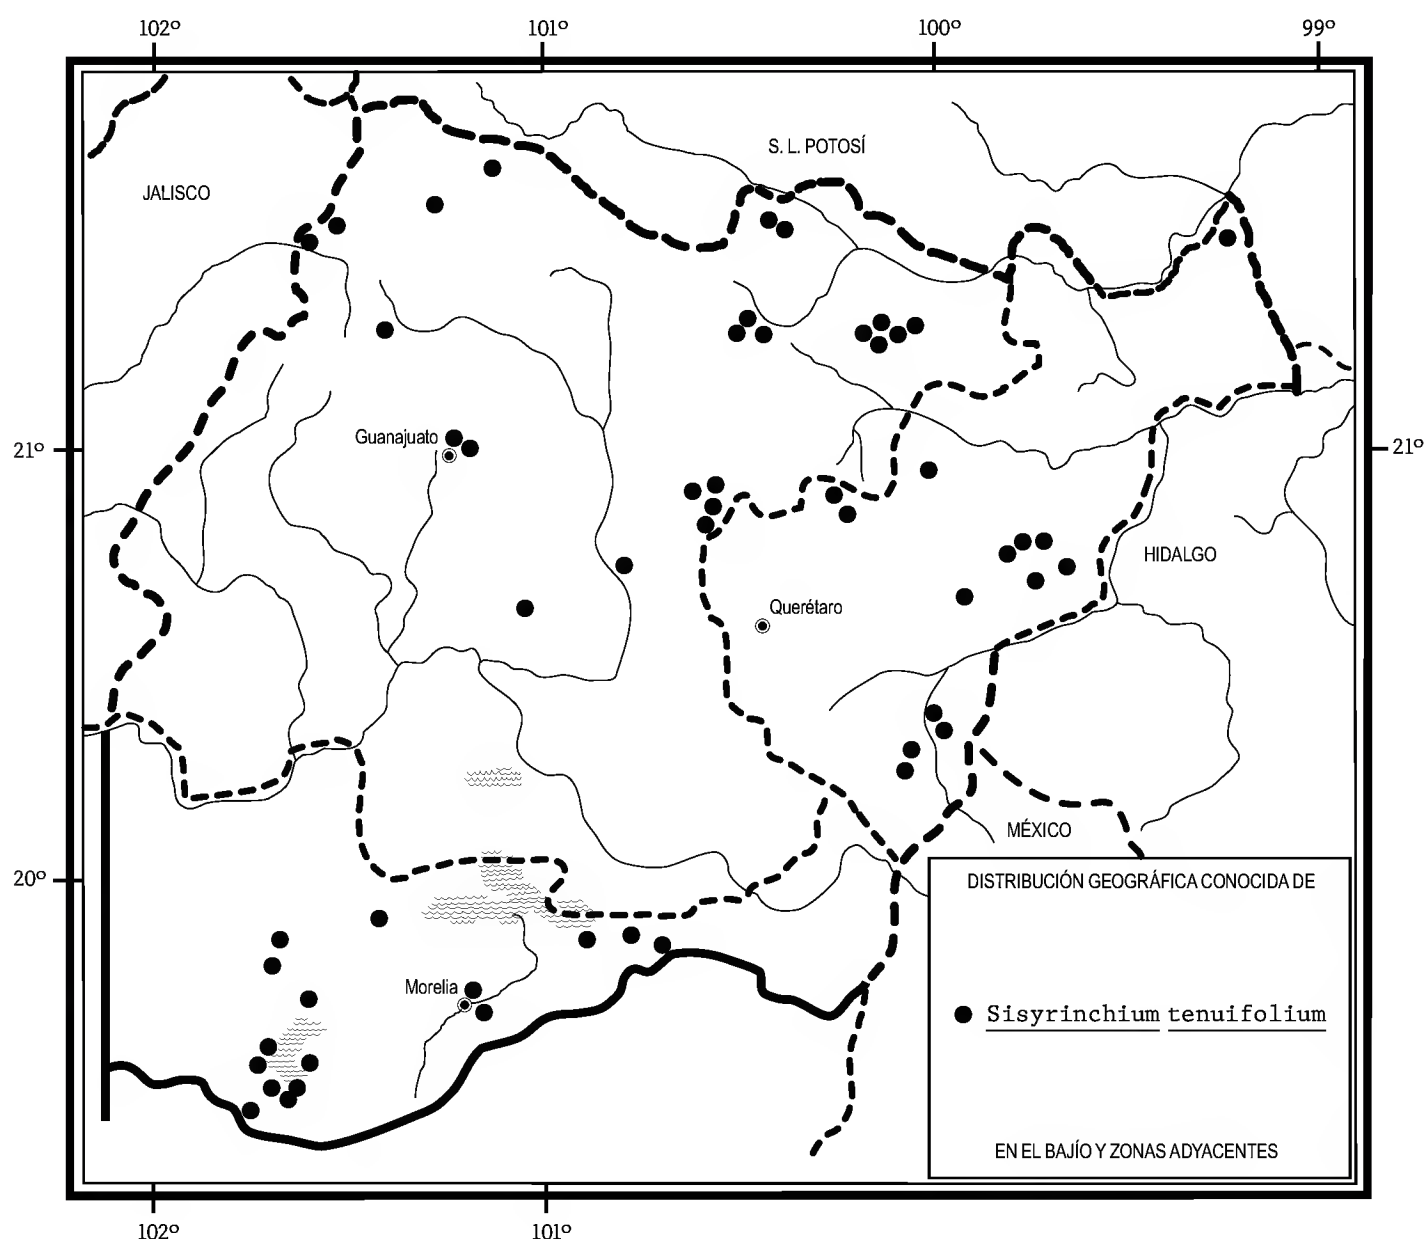 102º 101º 100º 99º
S. L. POTOSÍ
JALISCO
Guanajuato
21º 21º
HIDALGO
Querétaro
MÉXICO
20º
DISTRIBUCIÓN GEOGRÁFICA CONOCIDA DE
Morelia
Sisyrinchium tenuifolium
EN EL BAJÍO Y ZONAS ADYACENTES
102º 101º